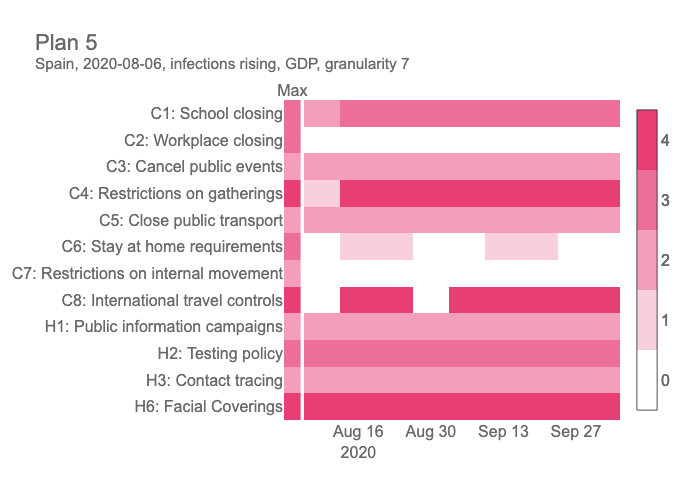 Plan 5
Spain, 2020-08-06, infections rising, GDP, granularity 7
Max
C1: School closing
C2: Workplace closing
C3: Cancel public events
C4: Restrictions on gatherings
C5: Close public transport
C6: Stay at home requirements
C7: Restrictions on internal movement
C8: International travel controls
H1: Public information campaigns
H2: Testing policy
H3: Contact tracing
H6: Facial Coverings
Aug 16 Aug 30 Sep 13 Sep 27
2020
4
3
2
1
0